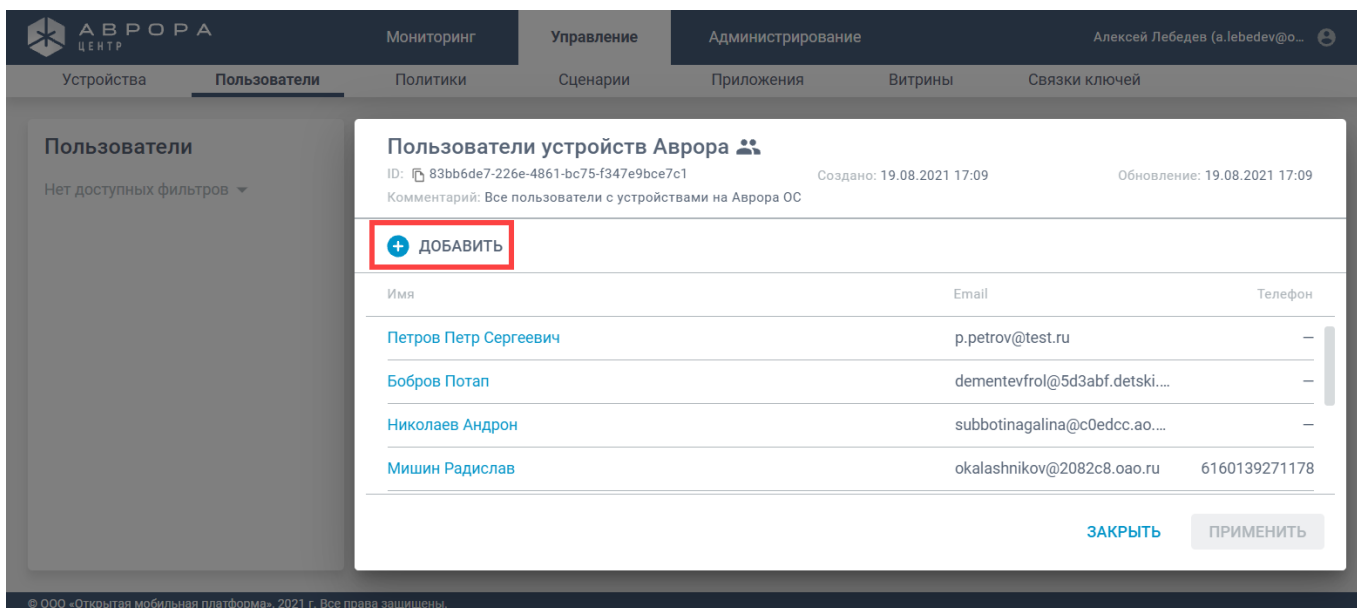 АВРОРА
ЦЕНТР
Мониторинг
Управление
Администрирование
Алексей Лебедев (a.lebedev@o...
Устройства
Пользователи
Политики
Сценарии
Приложения
Витрины
Связки ключей
Пользователи
Нет доступных фильтров
Пользователи устройств Аврора
ID: 83bb6de7-226e-4861-bc75-f347e9bce7c1
Создано: 19.08.2021 17:09
Обновление: 19.08.2021 17:09
Комментарий: Все пользователи с устройствами на Аврора ОС
ДОБАВИТЬ
Имя
Email
Телефон
Петров Петр Сергеевич
p.petrov@test.ru
—
Бобров Потап
dementevfrol@5d3abf.detski....
—
Николаев Андрон
subbotinagalina@c0edcc.ao....
—
Мишин Радислав
okalashnikov@2082c8.oao.ru
6160139271178
ЗАКРЫТЬ
ПРИМЕНИТЬ
© ООО «Открытая мобильная платформа», 2021 г. Все права защищены.